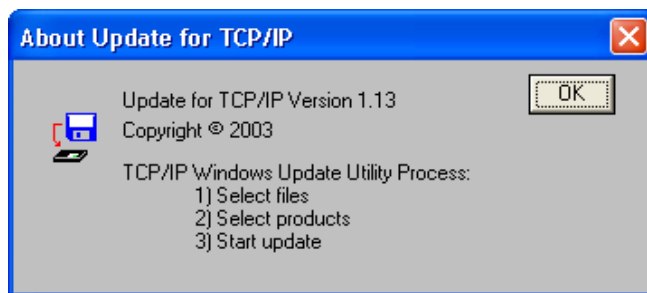 About Update for TCP/IP
Update for TCP/IP Version 1.13
OK
Copyright © 2003
TCP/IP Windows Update Utility Process:
1) Select files
2) Select products
3) Start update